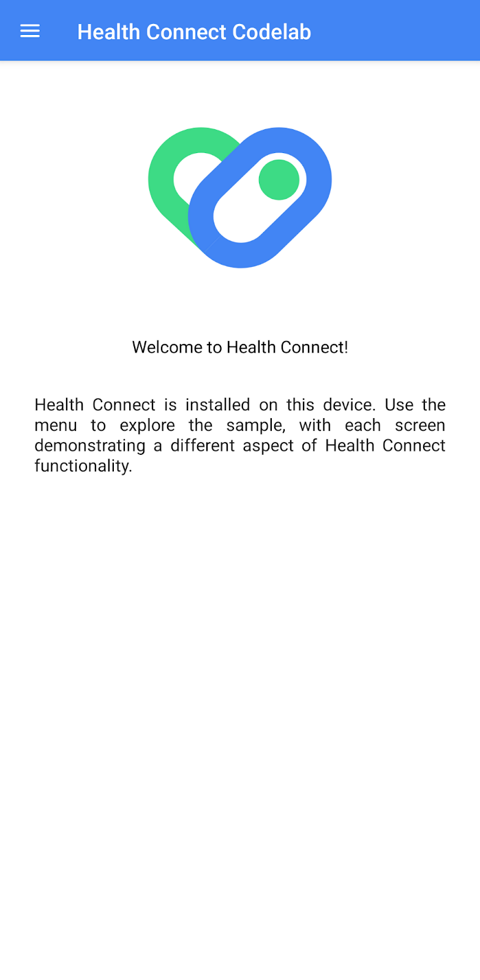 Health Connect Codelab
Welcome to Health Connect!
Health Connect is installed on this device. Use the
menu to explore the sample, with each screen
demonstrating a different aspect of Health Connect
functionality.